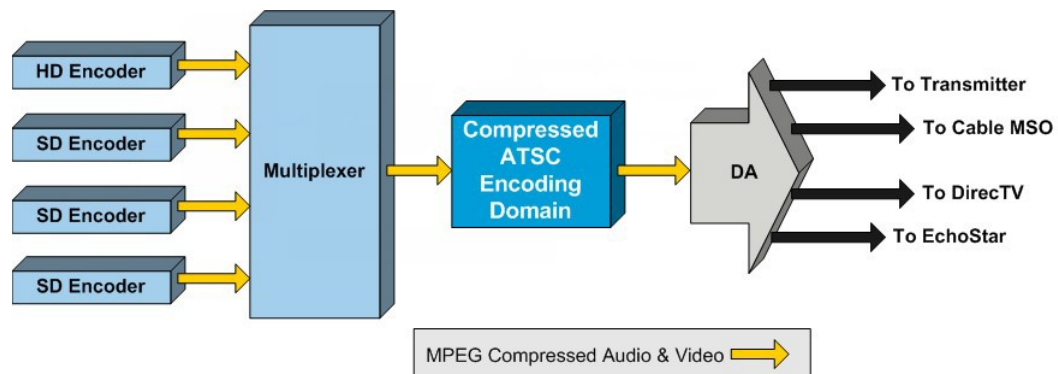 HD Encoder
SD Encoder
SD Encoder
SD Encoder
Multiplexer
Compressed
ATSC
Encoding
Domain
DA
To Transmitter
To Cable MSO
To DirecTV
To EchoStar
MPEG Compressed Audio & Video